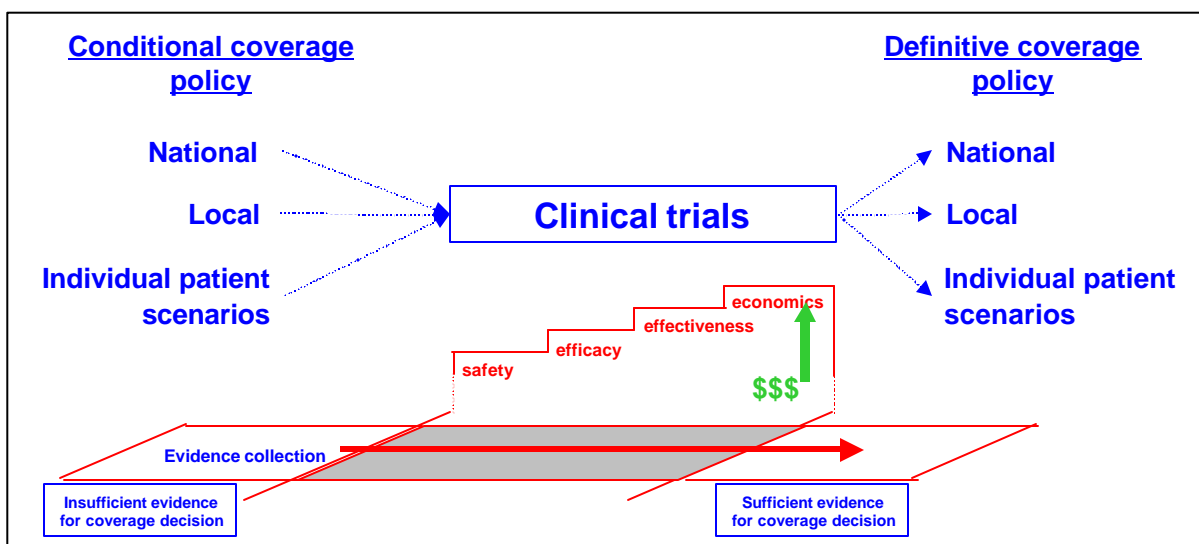 Conditional coverage
policy
National
Local
Individual patient
scenarios
Clinical trials
Definitive coverage
policy
National
Local
Individual patient
scenarios
economics
effectiveness
efficacy
safety
$$$
Evidence collection
Insufficient evidence
for coverage decision
Sufficient evidence
for coverage decision